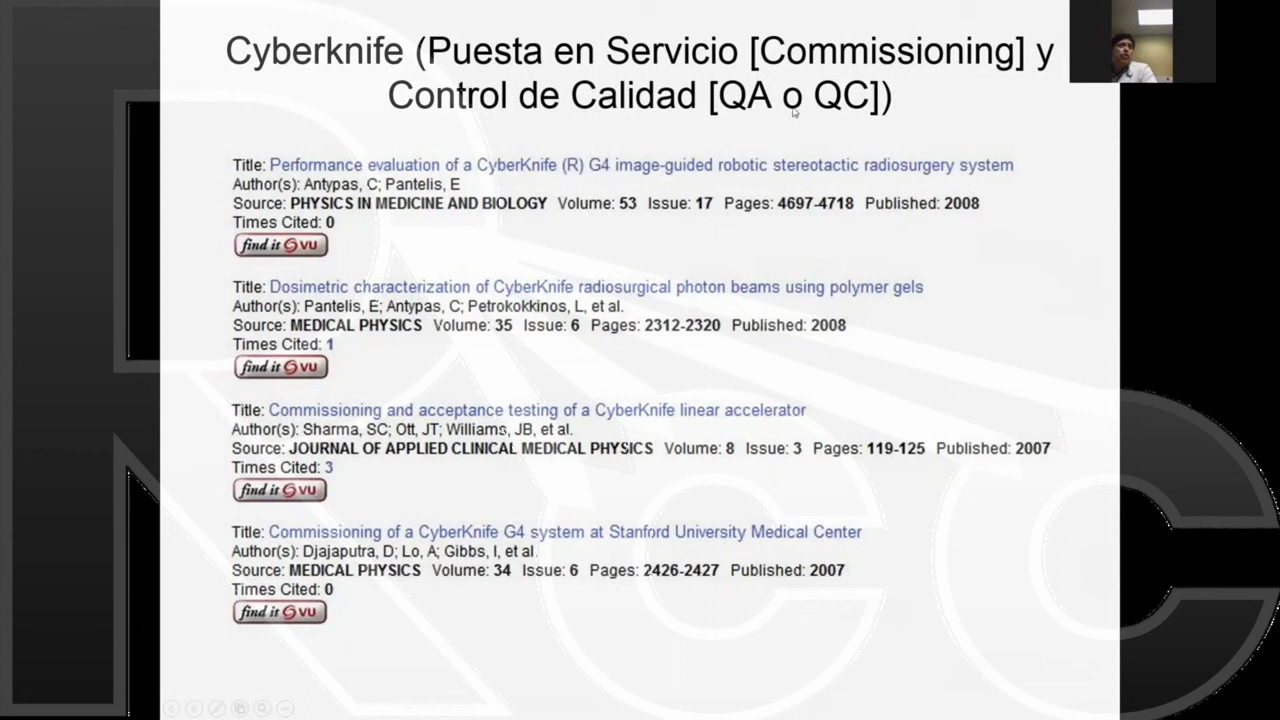 Cyberknife (Puesta en Servicio [Commissioning] y
Control de Calidad [QA o QC])
Title: Performance evaluation of a CyberKnife (R) G4 image-guided robotic stereotactic radiosurgery system
Author(s): Antypas, C; Pantelis, E
Source: PHYSICS IN MEDICINE AND BIOLOGY Volume: 53 Issue: 17 Pages: 4697-4718 Published: 2008
Times Cited: 0
find it VU
Title: Dosimetric characterization of CyberKnife radiosurgical photon beams using polymer gels
Author(s): Pantelis, E; Antypas, C; Petrokokkinos, L, et al.
Source: MEDICAL PHYSICS Volume: 35 Issue: 6 Pages: 2312-2320 Published: 2008
Times Cited: 1
find it VU
Title: Commissioning and acceptance testing of a CyberKnife linear accelerator
Author(s): Sharma, SC; Ott, JT; Williams, JB, et al.
Source: JOURNAL OF APPLIED CLINICAL MEDICAL PHYSICS Volume: 8 Issue: 3 Pages: 119-125 Published: 2007
Times Cited: 3
find it VU
Title: Commissioning of a CyberKnife G4 system at Stanford University Medical Center
Author(s): Djajaputra, D; Lo, A; Gibbs, I, et al.
Source: MEDICAL PHYSICS Volume: 34 Issue: 6 Pages: 2426-2427 Published: 2007
Times Cited: 0
find it VU
RCC